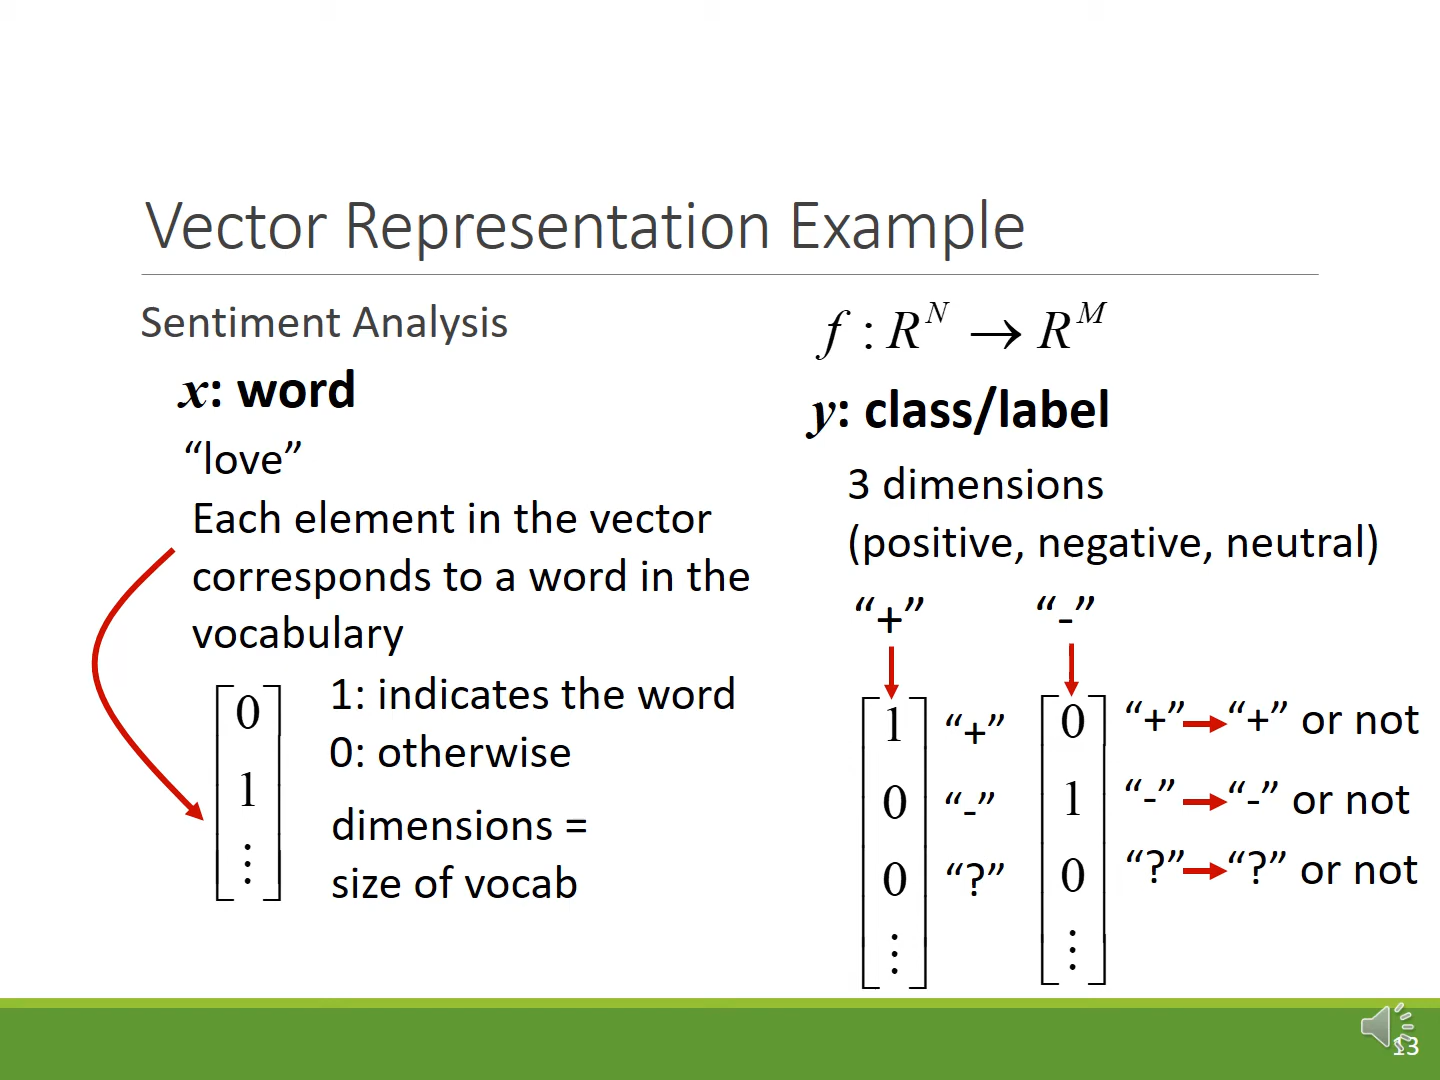 Vector Representation Example
Sentiment Analysis
x: word
“love”
Each element in the vector
corresponds to a word in the
vocabulary
0
1
⋮
1: indicates the word
0: otherwise
dimensions =
size of vocab
f : R^N → R^M
y: class/label
3 dimensions
(positive, negative, neutral)
“+” “-”
1 “+”
0 “-”
0 “?”
⋮
0 “+” → “+” or not
1 “-” → “-” or not
0 “?” → “?” or not
⋮
13